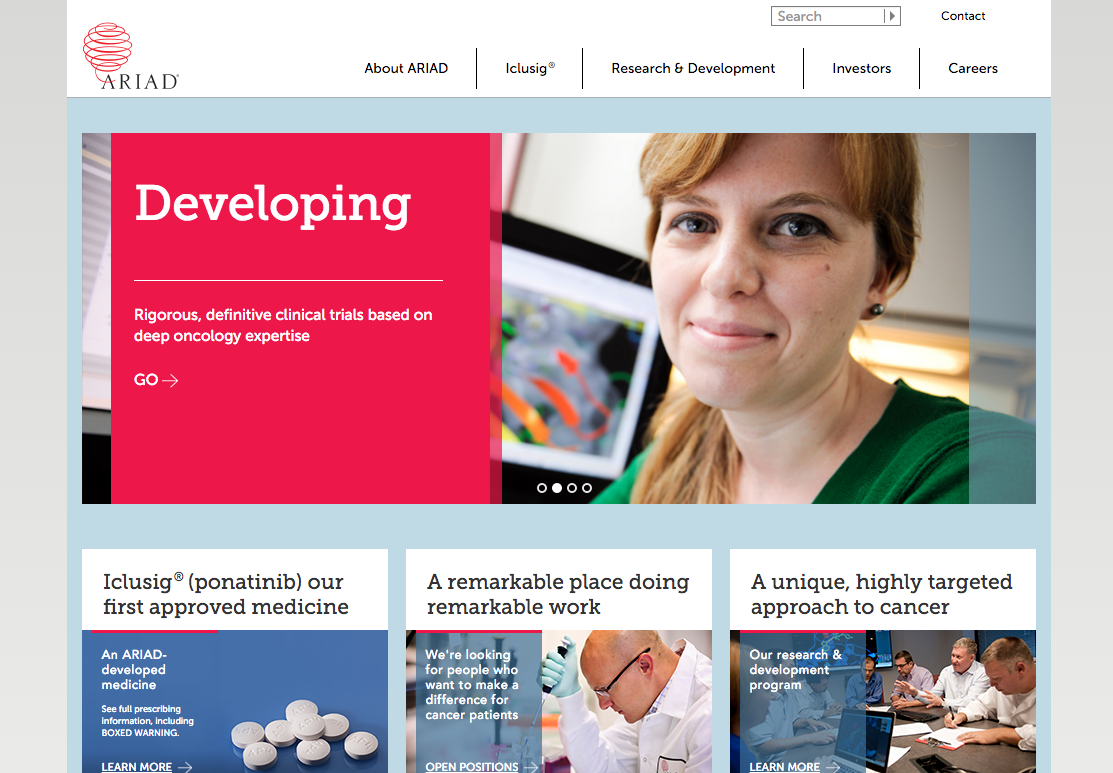 Search
Contact
ARIAD®
About ARIAD
Iclusig®
Research & Development
Investors
Careers
Developing
Rigorous, definitive clinical trials based on
deep oncology expertise
GO
Iclusig® (ponatinib) our
first approved medicine
An ARIAD-
developed
medicine
See full prescribing
information, including
BOXED WARNING.
LEARN MORE
A remarkable place doing
remarkable work
We're looking
for people who
want to make a
difference for
cancer patients
OPEN POSITIONS
A unique, highly targeted
approach to cancer
Our research &
development
program
LEARN MORE